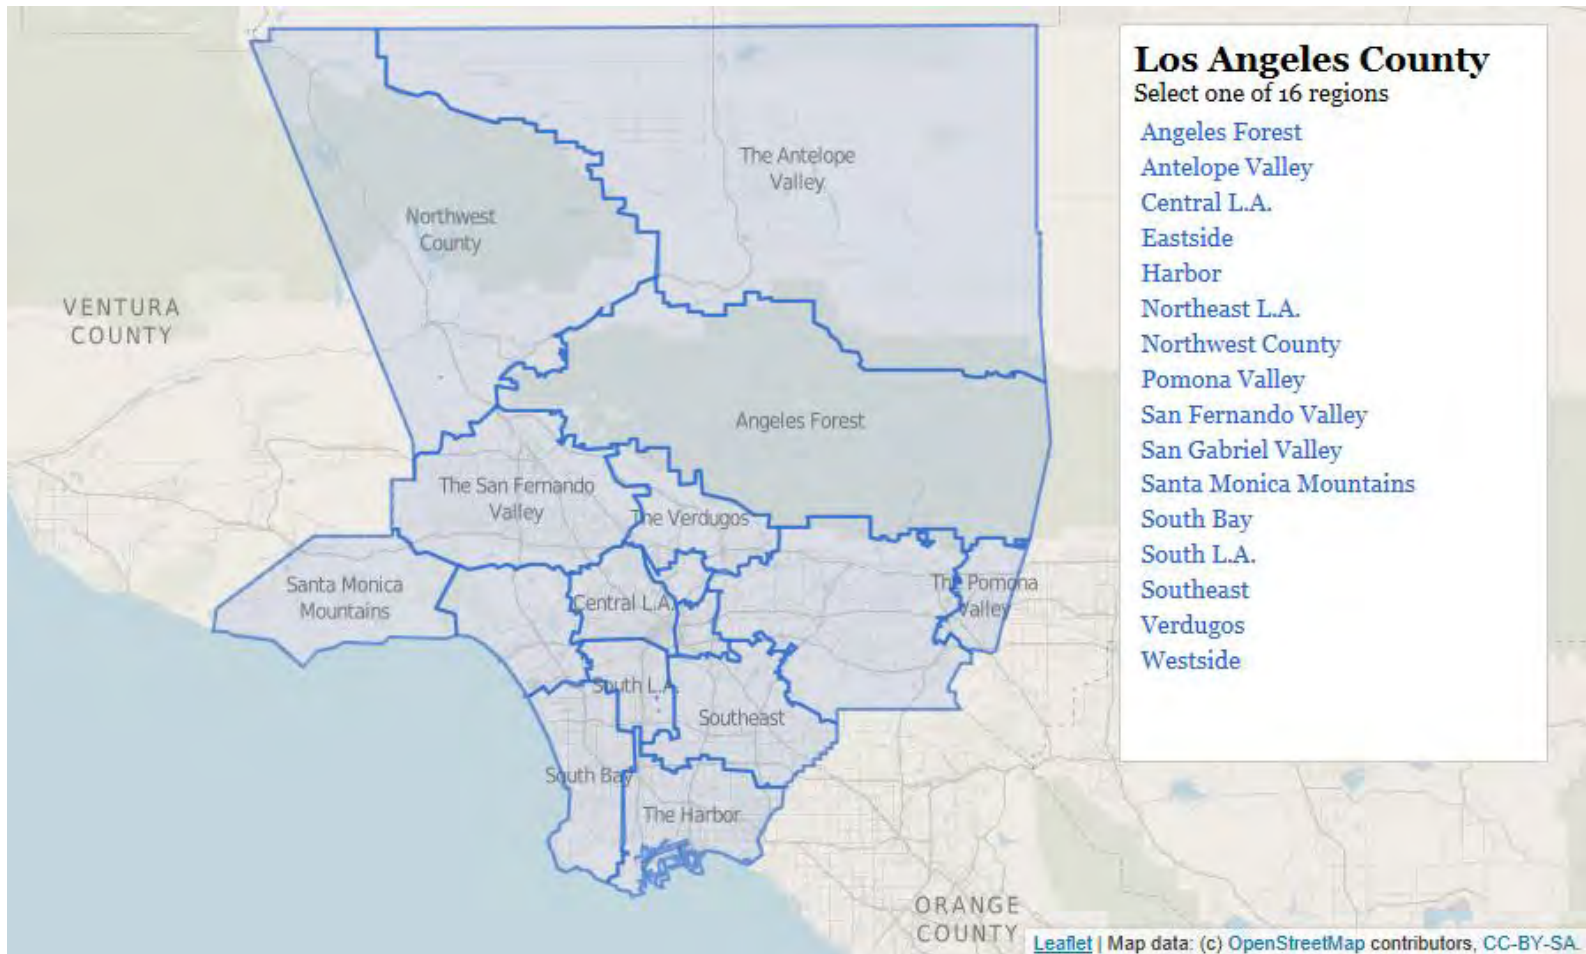 The Antelope
Valley
Northwest
County
VENTURA
COUNTY
Angeles Forest
The San Fernando
Valley
The Verdugos
Santa Monica
Mountains
Central L.A.
The Pomona
Valley
South L.A.
Southeast
South Bay
The Harbor
ORANGE
COUNTY
Los Angeles County
Select one of 16 regions
Angeles Forest
Antelope Valley
Central L.A.
Eastside
Harbor
Northeast L.A.
Northwest County
Pomona Valley
San Fernando Valley
San Gabriel Valley
Santa Monica Mountains
South Bay
South L.A.
Southeast
Verdugos
Westside
Leaflet | Map data: (c) OpenStreetMap contributors, CC-BY-SA.